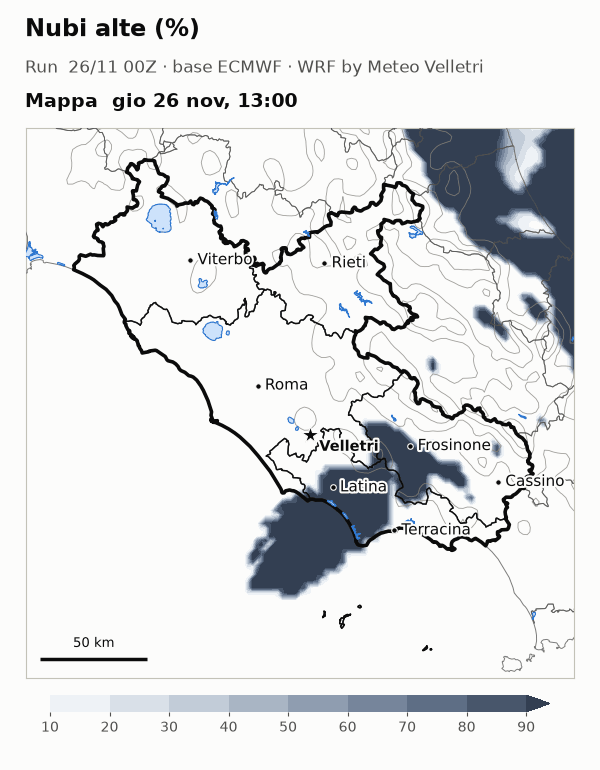 Nubi alte (%)
Run  26/11 00Z · base ECMWF · WRF by Meteo Velletri
Mappa  gio 26 nov, 13:00
Viterbo
Rieti
Roma
Velletri
Frosinone
Latina
Cassino
Terracina
50 km
10 20 30 40 50 60 70 80 90